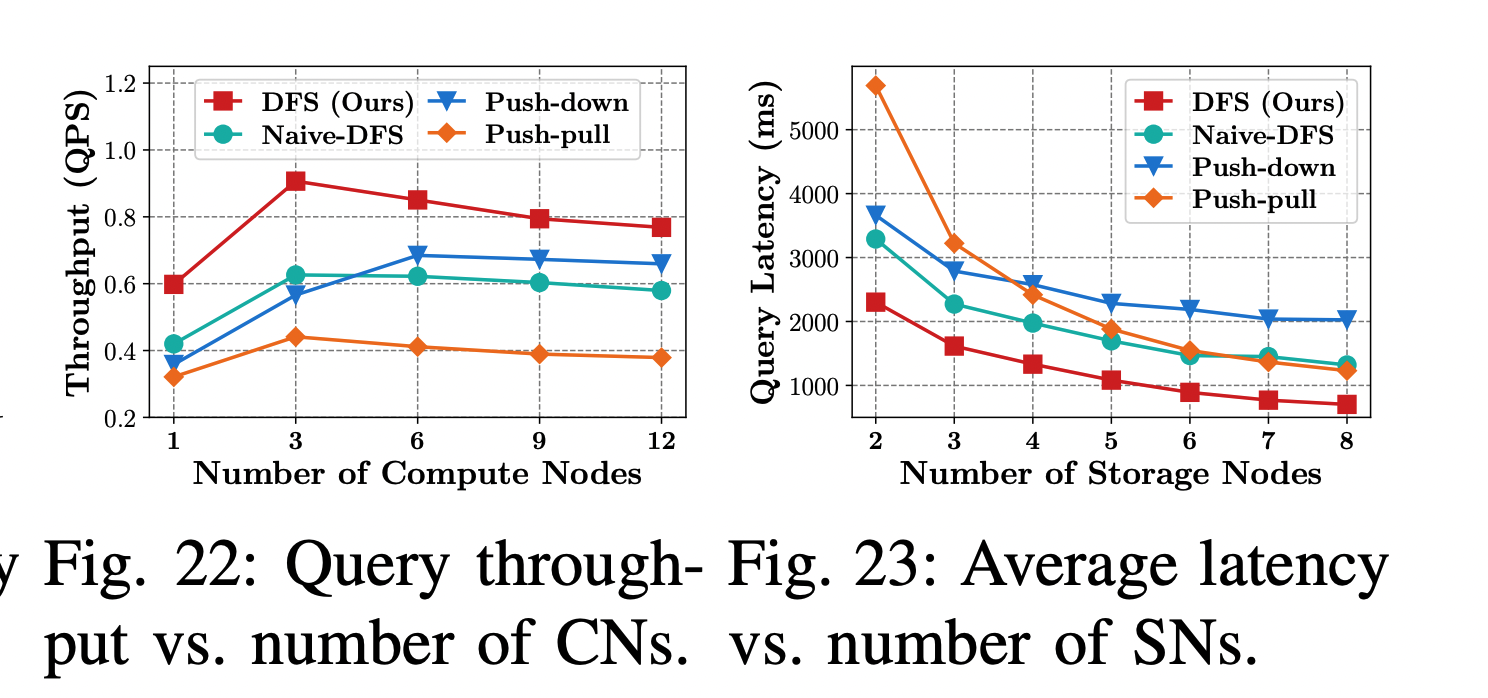 Throughput (QPS)
1.2
1.0
0.8
0.6
0.4
0.2
DFS (Ours) Push-down
Naive-DFS Push-pull
1 3 6 9 12
Number of Compute Nodes
Query Latency (ms)
5000
4000
3000
2000
1000
DFS (Ours)
Naive-DFS
Push-down
Push-pull
2 3 4 5 6 7 8
Number of Storage Nodes
y Fig. 22: Query through-
put vs. number of CNs.
Fig. 23: Average latency
vs. number of SNs.